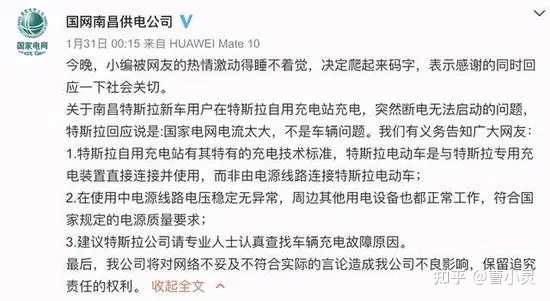 国网南昌供电公司
1月31日 00:15 来自 HUAWEI Mate 10
国家电网
STATE GRID
今晚，小编被网友的热情激动得睡不着觉，决定爬起来码字，表示感谢的同时回
应一下社会关切。
关于南昌特斯拉新车用户在特斯拉自用充电站充电，突然断电无法启动的问题，
特斯拉回应说是:国家电网电流太大，不是车辆问题。我们有义务告知广大网友：
1.特斯拉自用充电站有其特有的充电技术标准，特斯拉电动车是与特斯拉专用充
电装置直接连接并使用，而非由电源线路连接特斯拉电动车；
2.在使用中电源线路电压稳定无异常，周边其他用电设备也都正常工作，符合国
家规定的电源质量要求；
3.建议特斯拉公司请专业人士认真查找车辆充电故障原因。
最后，我公司将对网络不妥及不符合实际的言论造成我公司不良影响，保留追究
责任的权利。 收起全文
知乎 @曹小灵